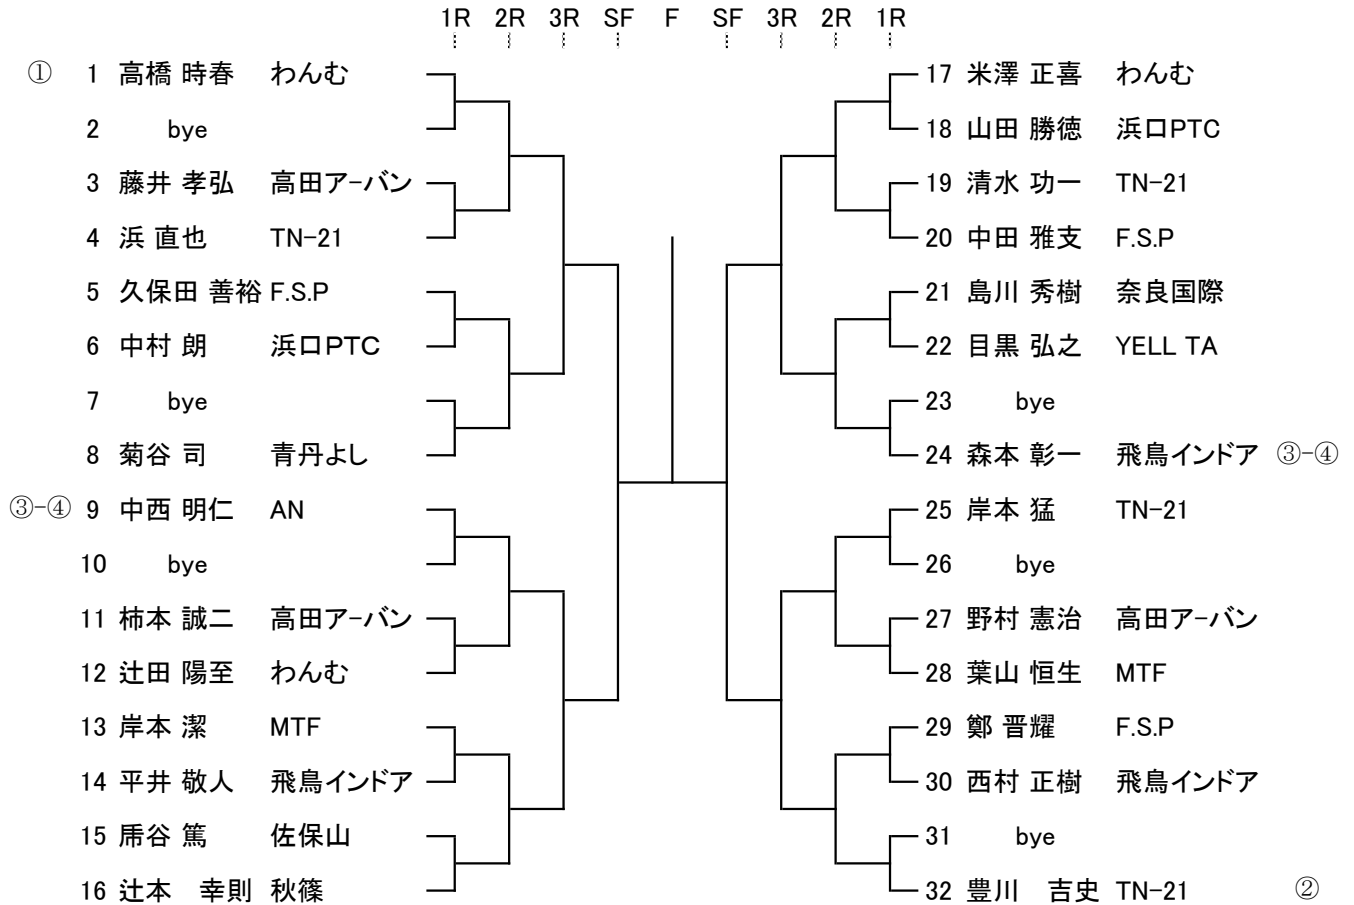 1R 2R 3R SF F SF 3R 2R 1R
① 1 高橋 時春 わんむ
2 bye
3 藤井 孝弘 高田ア-バン
4 浜 直也 TN-21
5 久保田 善裕 F.S.P
6 中村 朗 浜口PTC
7 bye
8 菊谷 司 青丹よし
③-④ 9 中西 明仁 AN
10 bye
11 柿本 誠二 高田ア-バン
12 辻田 陽至 わんむ
13 岸本 潔 MTF
14 平井 敬人 飛鳥インドア
15 乕谷 篤 佐保山
16 辻本 幸則 秋篠
17 米澤 正喜 わんむ
18 山田 勝徳 浜口PTC
19 清水 功一 TN-21
20 中田 雅支 F.S.P
21 島川 秀樹 奈良国際
22 目黒 弘之 YELL TA
23 bye
24 森本 彰一 飛鳥インドア ③-④
25 岸本 猛 TN-21
26 bye
27 野村 憲治 高田ア-バン
28 葉山 恒生 MTF
29 鄭 晋耀 F.S.P
30 西村 正樹 飛鳥インドア
31 bye
32 豊川 吉史 TN-21 ②